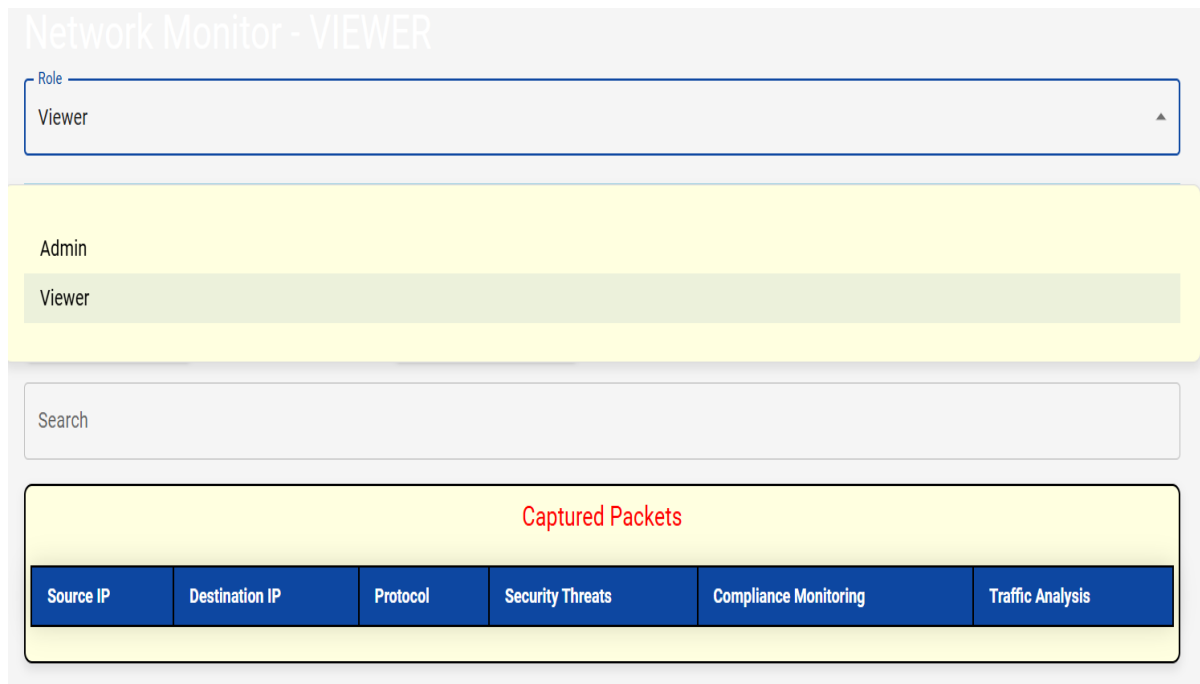 Network Monitor - VIEWER
Role
Viewer
Admin
Viewer
Search
Captured Packets
Source IP Destination IP Protocol Security Threats Compliance Monitoring Traffic Analysis